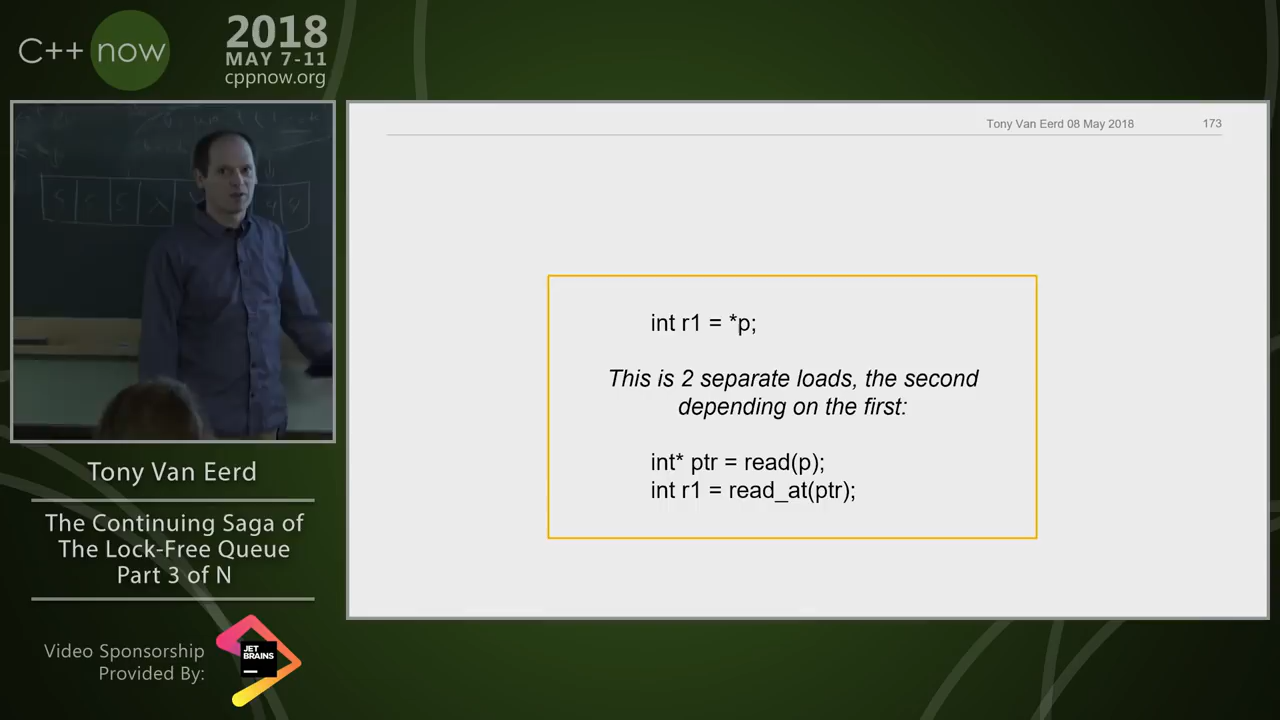 C++ now
2018
MAY 7-11
cppnow.org
Tony Van Eerd 08 May 2018
173
int r1 = *p;
This is 2 separate loads, the second
depending on the first:
int* ptr = read(p);
int r1 = read_at(ptr);
Tony Van Eerd
The Continuing Saga of
The Lock-Free Queue
Part 3 of N
Video Sponsorship
Provided By:
JET
BRAINS